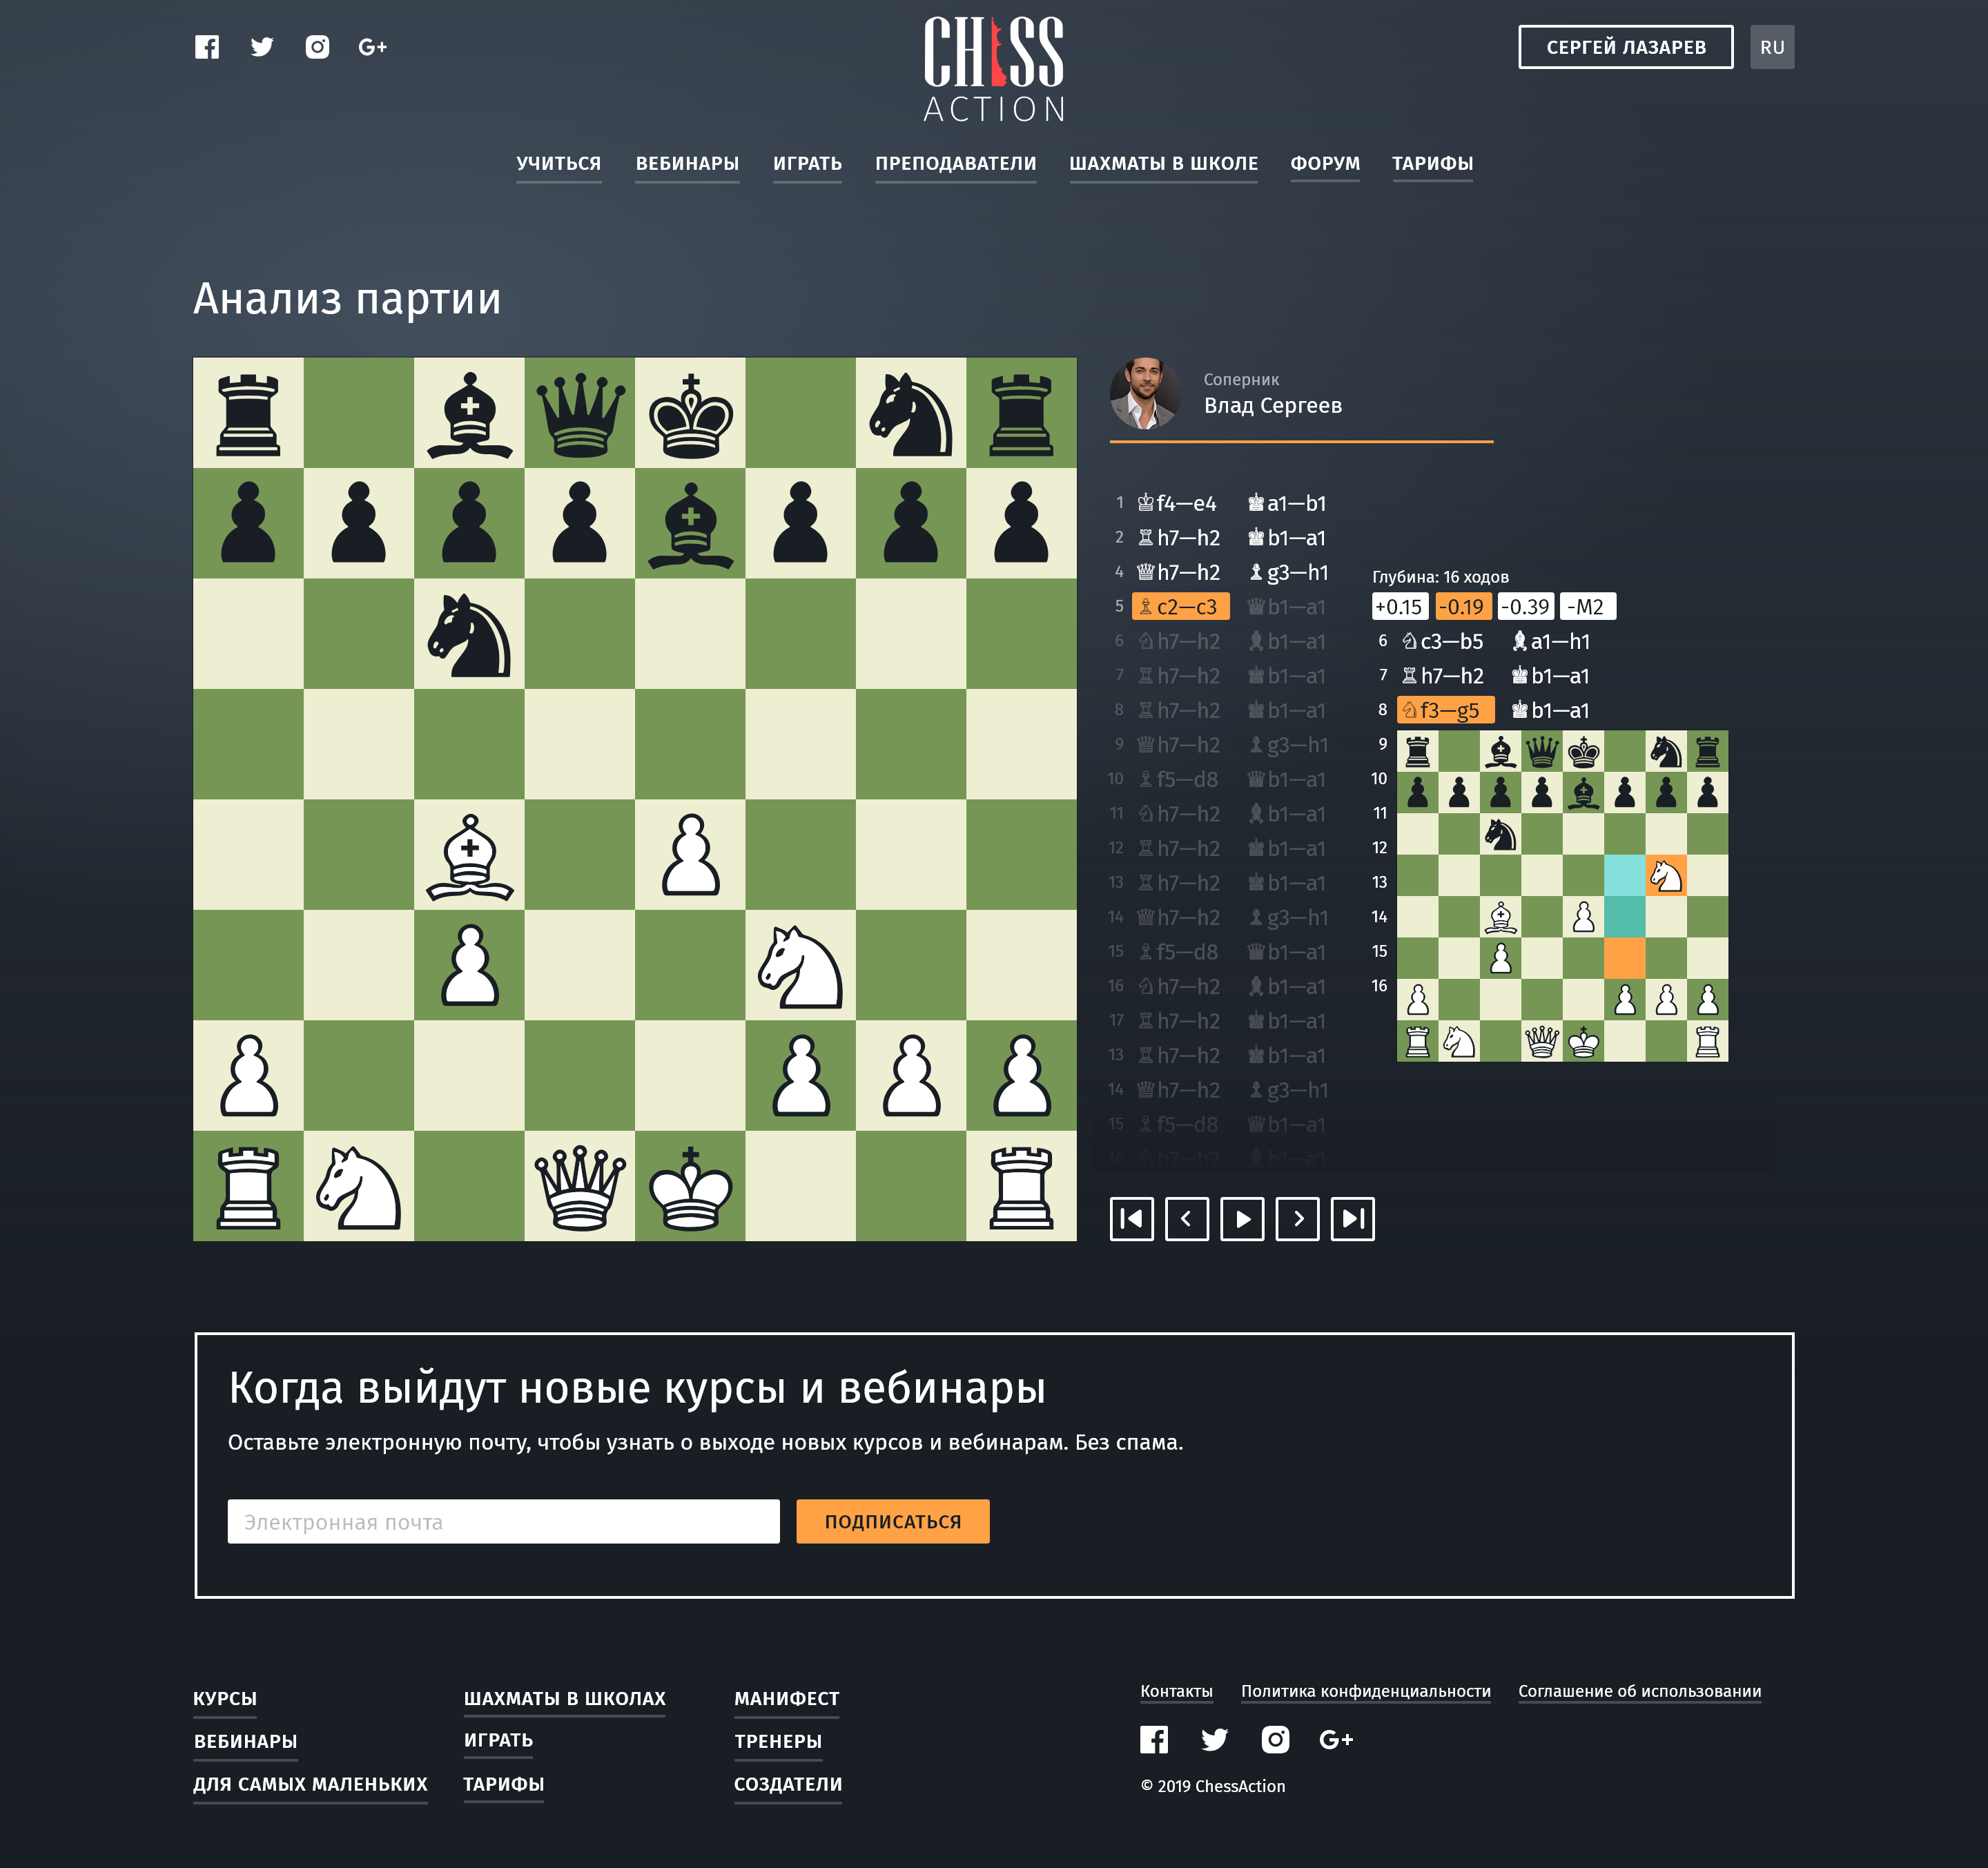 СЕРГЕЙ ЛАЗАРЕВ
RU
CHESS
ACTION
УЧИТЬСЯ ВЕБИНАРЫ ИГРАТЬ ПРЕПОДАВАТЕЛИ ШАХМАТЫ В ШКОЛЕ ФОРУМ ТАРИФЫ
Анализ партии
Соперник
Влад Сергеев
1 f4—e4 a1—b1
2 h7—h2 b1—a1
4 h7—h2 g3—h1
5 c2—c3 b1—a1
6 h7—h2 b1—a1
7 h7—h2 b1—a1
8 h7—h2 b1—a1
9 h7—h2 g3—h1
10 f5—d8 b1—a1
11 h7—h2 b1—a1
12 h7—h2 b1—a1
13 h7—h2 b1—a1
14 h7—h2 g3—h1
15 f5—d8 b1—a1
16 h7—h2 b1—a1
17 h7—h2 b1—a1
13 h7—h2 b1—a1
14 h7—h2 g3—h1
15 f5—d8 b1—a1
16 h7—h2 b1—a1
Глубина: 16 ходов
+0.15 -0.19 -0.39 -M2
6 c3—b5 a1—h1
7 h7—h2 b1—a1
8 f3—g5 b1—a1
9
10
11
12
13
14
15
16
Когда выйдут новые курсы и вебинары
Оставьте электронную почту, чтобы узнать о выходе новых курсов и вебинарам. Без спама.
Электронная почта
ПОДПИСАТЬСЯ
КУРСЫ
ВЕБИНАРЫ
ДЛЯ САМЫХ МАЛЕНЬКИХ
ШАХМАТЫ В ШКОЛАХ
ИГРАТЬ
ТАРИФЫ
МАНИФЕСТ
ТРЕНЕРЫ
СОЗДАТЕЛИ
Контакты Политика конфиденциальности Соглашение об использовании
© 2019 ChessAction